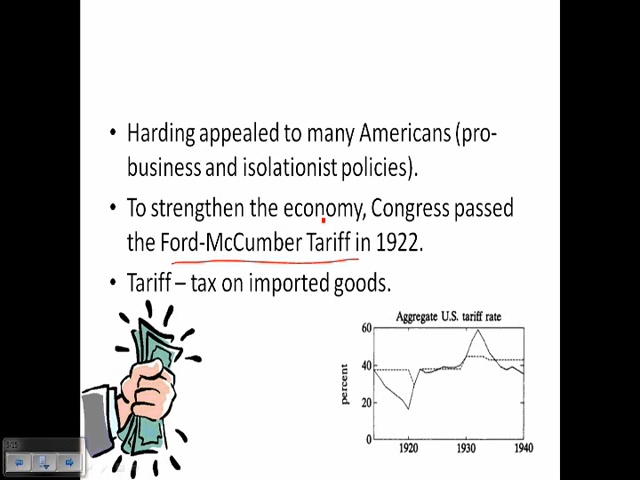 • Harding appealed to many Americans (pro-
business and isolationist policies).
• To strengthen the economy, Congress passed
the Ford-McCumber Tariff in 1922.
• Tariff – tax on imported goods.
Aggregate U.S. tariff rate
percent
60
40
20
0
1920
1930
1940